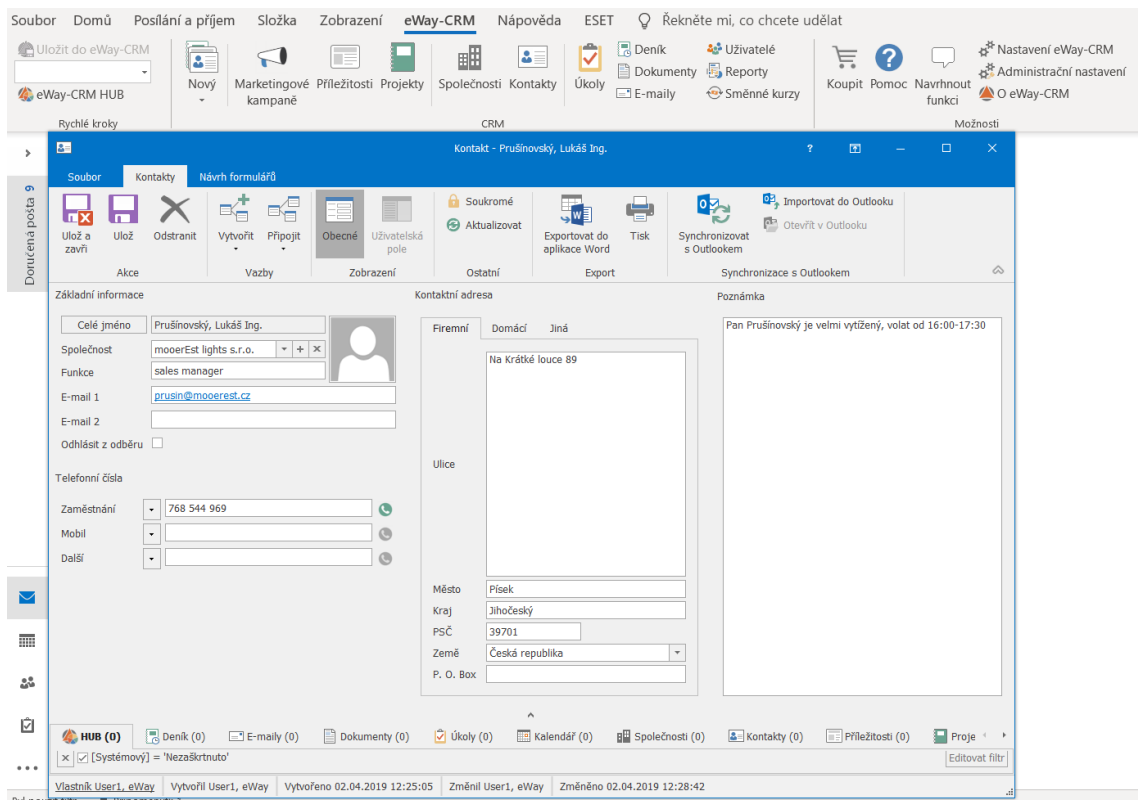 Soubor Domů Posílání a příjem Složka Zobrazení eWay-CRM Nápověda ESET Řekněte mi, co chcete udělat
Uložit do eWay-CRM
eWay-CRM HUB
Rychlé kroky
Nový
Marketingové kampaně
Příležitosti
Projekty
Společnosti
Kontakty
Úkoly
Deník
Dokumenty
E-maily
Uživatelé
Reporty
Směnné kurzy
CRM
Koupit
Pomoc
Navrhnout funkci
Nastavení eWay-CRM
Administrační nastavení
O eWay-CRM
Možnosti
Doručená pošta 9
Kontakt - Prušínovský, Lukáš Ing.
Soubor Kontakty Návrh formulářů
Uložit a zavři
Ulož
Odstranit
Akce
Vytvořit
Připojit
Vazby
Obecné
Uživatelská pole
Zobrazení
Soukromé
Aktualizovat
Ostatní
Exportovat do aplikace Word
Tisk
Export
Synchronizovat s Outlookem
Importovat do Outlooku
Otevřít v Outlooku
Synchronizace s Outlookem
Základní informace
Celé jméno Prušínovský, Lukáš Ing.
Společnost mooerEst lights s.r.o.
Funkce sales manager
E-mail 1 prusin@mooerest.cz
E-mail 2
Odhlásit z odběru
Telefonní čísla
Zaměstnání 768 544 969
Mobil
Další
Kontaktní adresa
Firemní Domácí Jiná
Ulice Na Krátké louce 89
Město Písek
Kraj Jihočeský
PSČ 39701
Země Česká republika
P. O. Box
Poznámka
Pan Prušínovský je velmi vytížený, volat od 16:00-17:30
HUB (0) Deník (0) E-maily (0) Dokumenty (0) Úkoly (0) Kalendář (0) Společnosti (0) Kontakty (0) Příležitosti (0) Proje
[Systémový] = 'Nezaškrtnuto' Editovat filtr
Vlastník User1, eWay Vytvořil User1, eWay Vytvořeno 02.04.2019 12:25:05 Změnil User1, eWay Změněno 02.04.2019 12:28:42